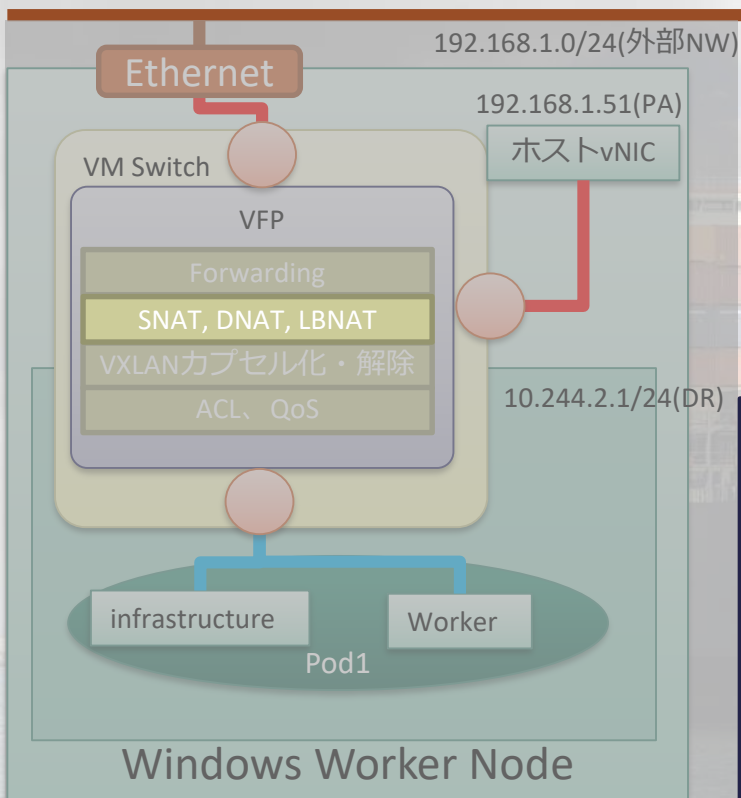 192.168.1.0/24(外部NW)
Ethernet
192.168.1.51(PA)
ホストvNIC
VM Switch
VFP
Forwarding
SNAT, DNAT, LBNAT
VXLANカプセル化・解除
ACL、QoS
10.244.2.1/24(DR)
infrastructure
Worker
Pod1
Windows Worker Node